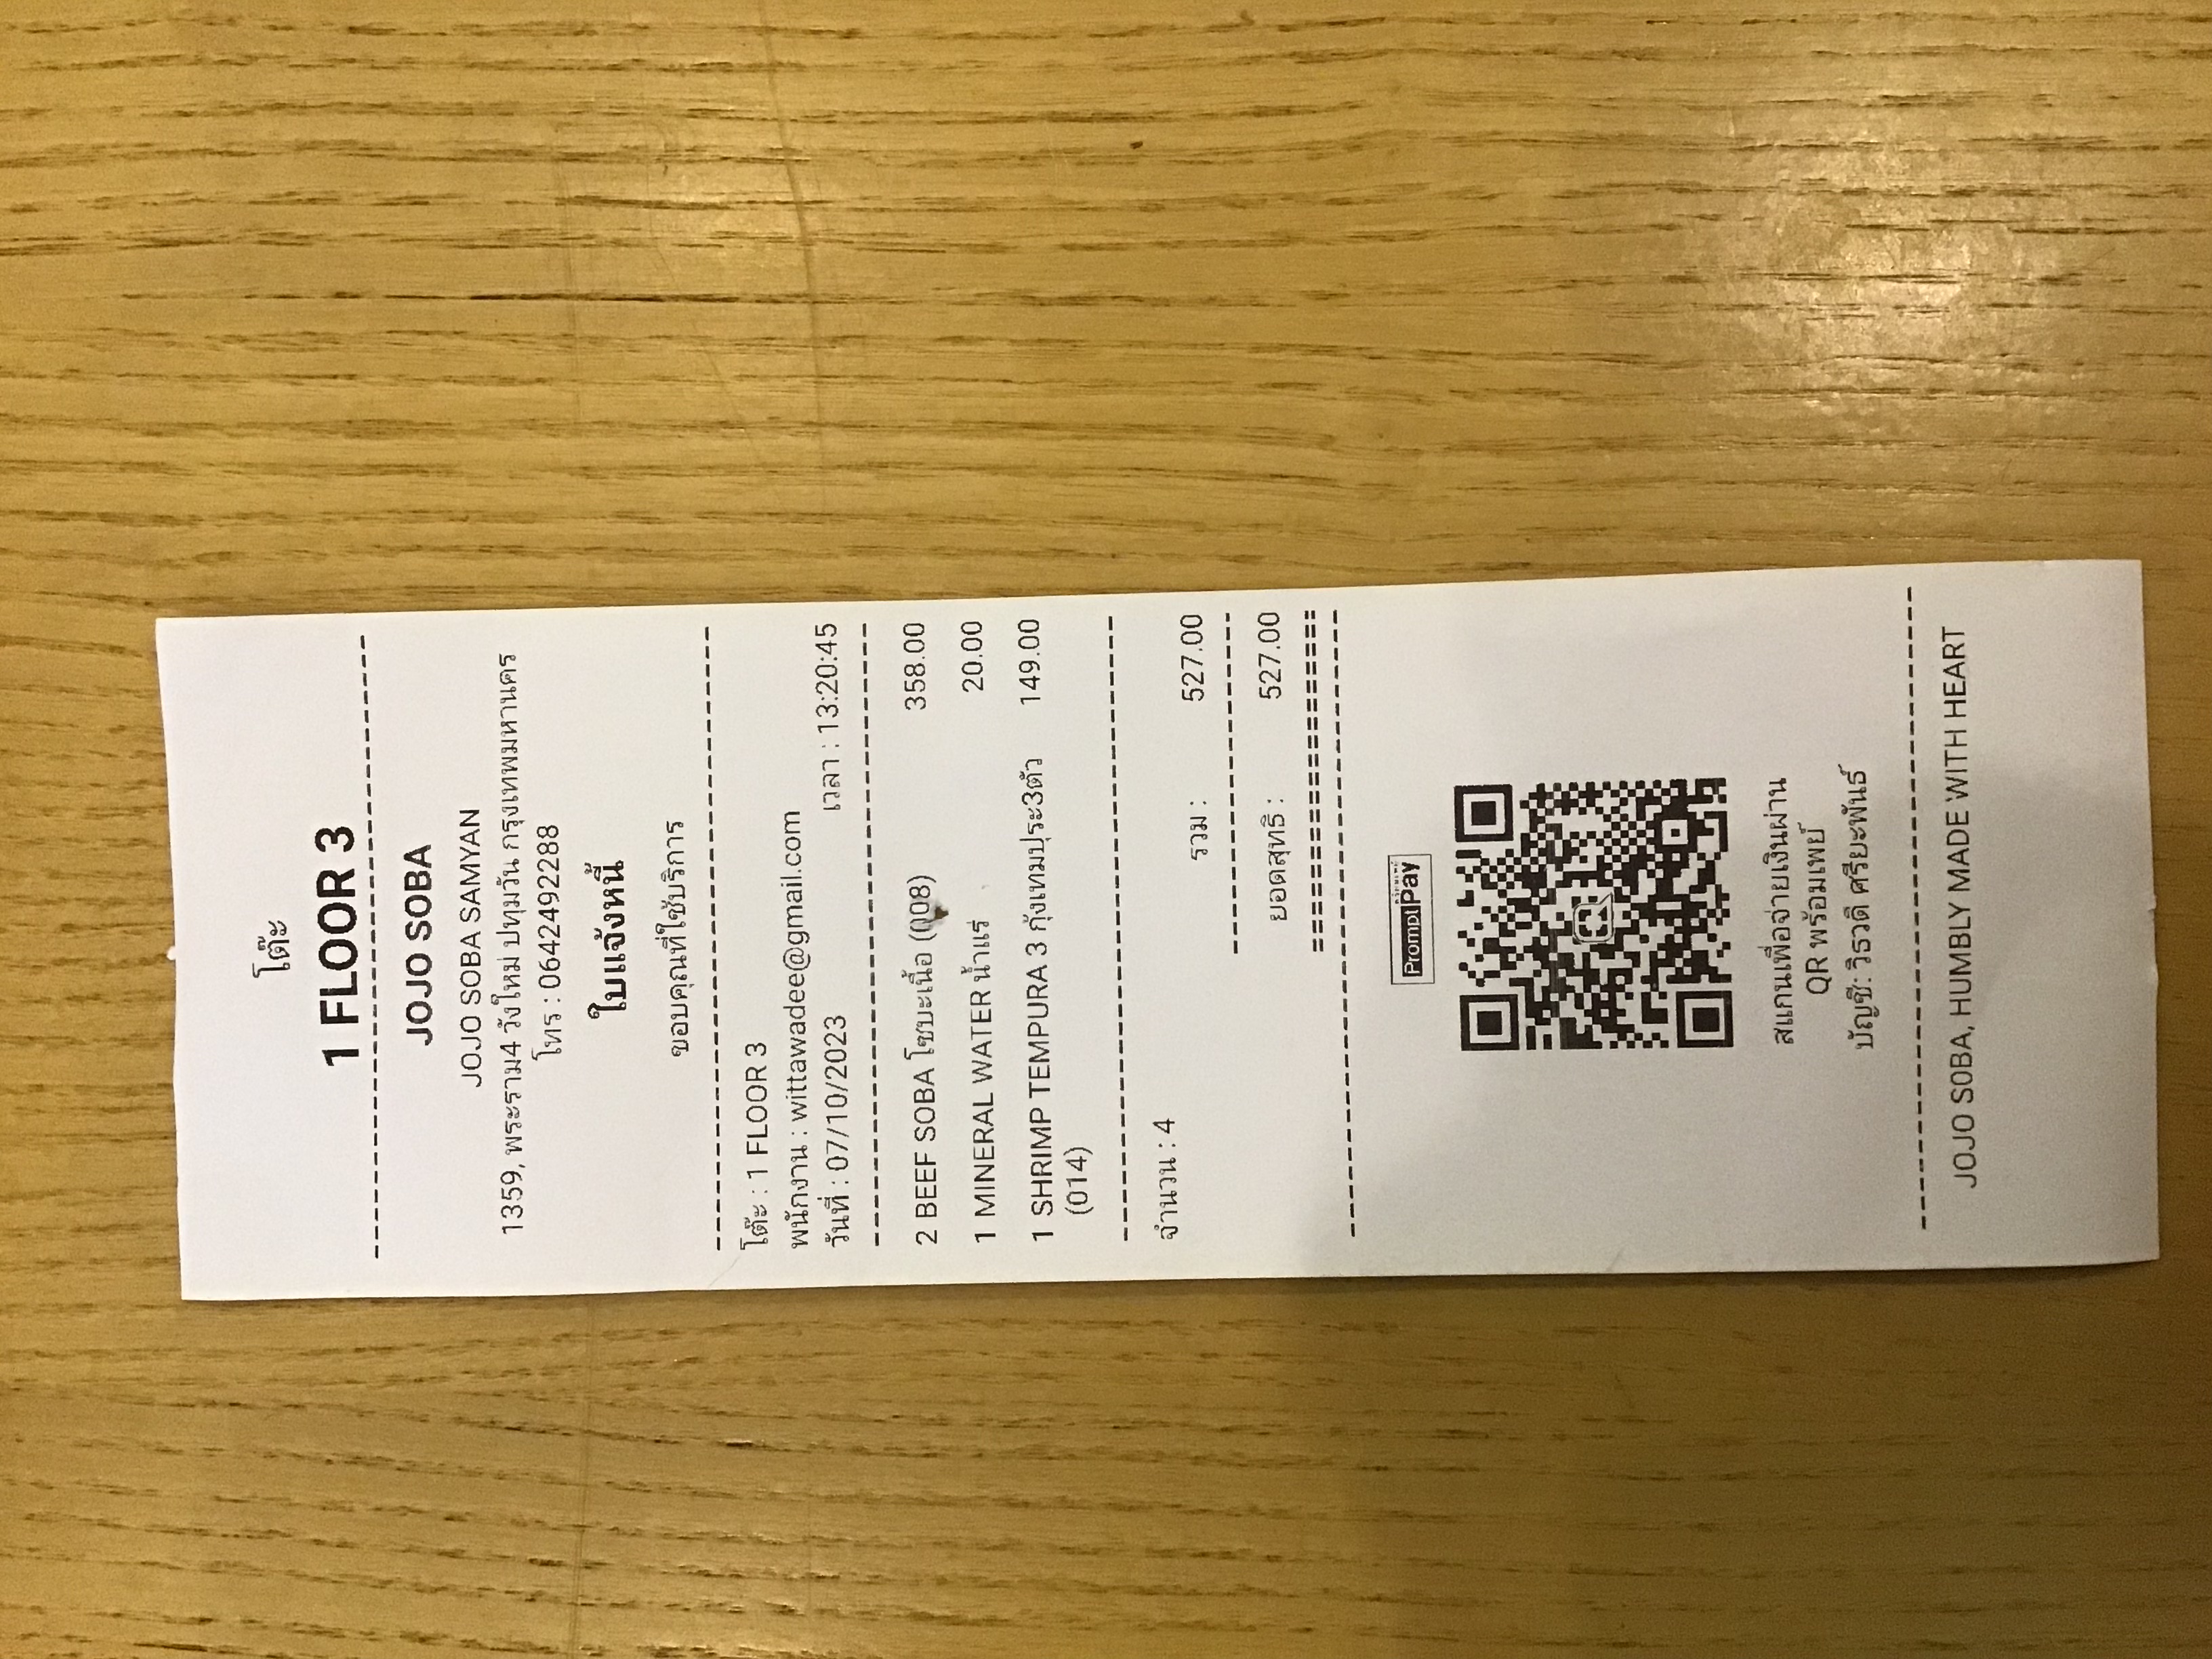 โต๊ะ
1 FLOOR 3
JOJO SOBA
JOJO SOBA SAMYAN
1359, พระราม4 วังใหม่ ปทุมวัน กรุงเทพมหานคร
โทร : 0642492288
ใบแจ้งหนี้
ขอบคุณที่ใช้บริการ
โต๊ะ : 1 FLOOR 3
พนักงาน : wittawadee@gmail.com
วันที่ : 07/10/2023 เวลา : 13:20:45
2 BEEF SOBA โซบะเนื้อ (008) 358.00
1 MINERAL WATER น้ำแร่ 20.00
1 SHRIMP TEMPURA 3 กุ้งเทมปุระ3ตัว 149.00
(014)
จำนวน : 4
รวม : 527.00
ยอดสุทธิ : 527.00
พร้อมเพย์
PromptPay
สแกนเพื่อจ่ายเงินผ่าน
QR พร้อมเพย์
บัญชี: วิธวดี ศรียะพันธ์
JOJO SOBA, HUMBLY MADE WITH HEART